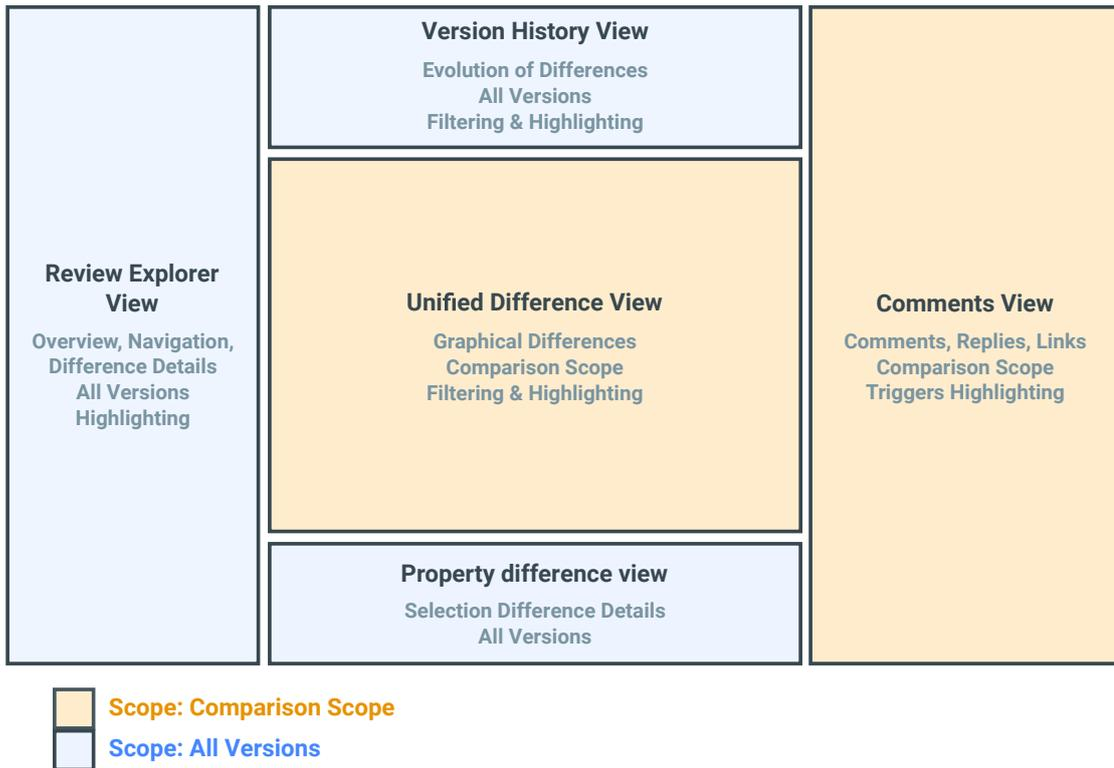 Version History View
Evolution of Differences
All Versions
Filtering & Highlighting
Review Explorer
View
Overview, Navigation,
Difference Details
All Versions
Highlighting
Unified Difference View
Graphical Differences
Comparison Scope
Filtering & Highlighting
Comments View
Comments, Replies, Links
Comparison Scope
Triggers Highlighting
Property difference view
Selection Difference Details
All Versions
Scope: Comparison Scope
Scope: All Versions